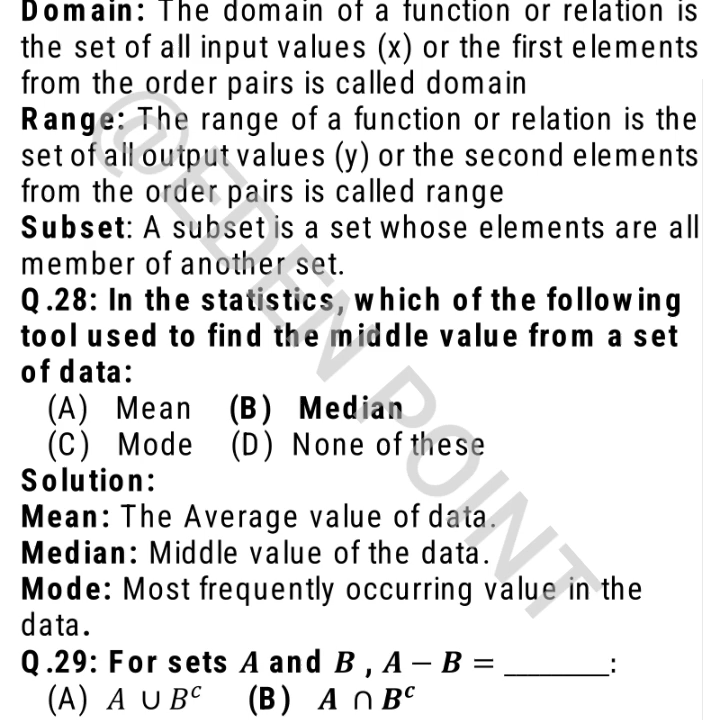 Domain: The domain of a function or relation is
the set of all input values (x) or the first elements
from the order pairs is called domain
Range: The range of a function or relation is the
set of all output values (y) or the second elements
from the order pairs is called range
Subset: A subset is a set whose elements are all
member of another set.
Q.28: In the statistics, which of the following
tool used to find the middle value from a set
of data:
(A) Mean (B) Median
(C) Mode (D) None of these
Solution:
Mean: The Average value of data.
Median: Middle value of the data.
Mode: Most frequently occurring value in the
data.
Q.29: For sets A and B , A − B = ________:
(A) A ∪ Bᶜ (B) A ∩ Bᶜ
@EDEN POINT